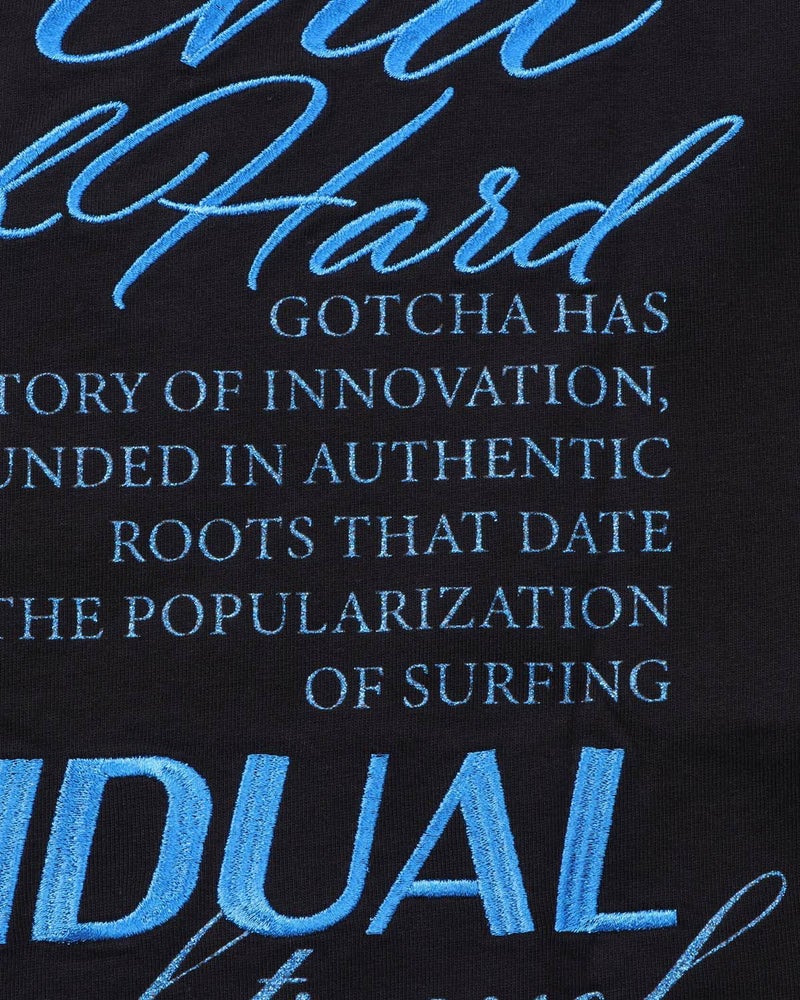 Hard
GOTCHA HAS
TORY OF INNOVATION,
UNDED IN AUTHENTIC
ROOTS THAT DATE
THE POPULARIZATION
OF SURFING
IDUAL